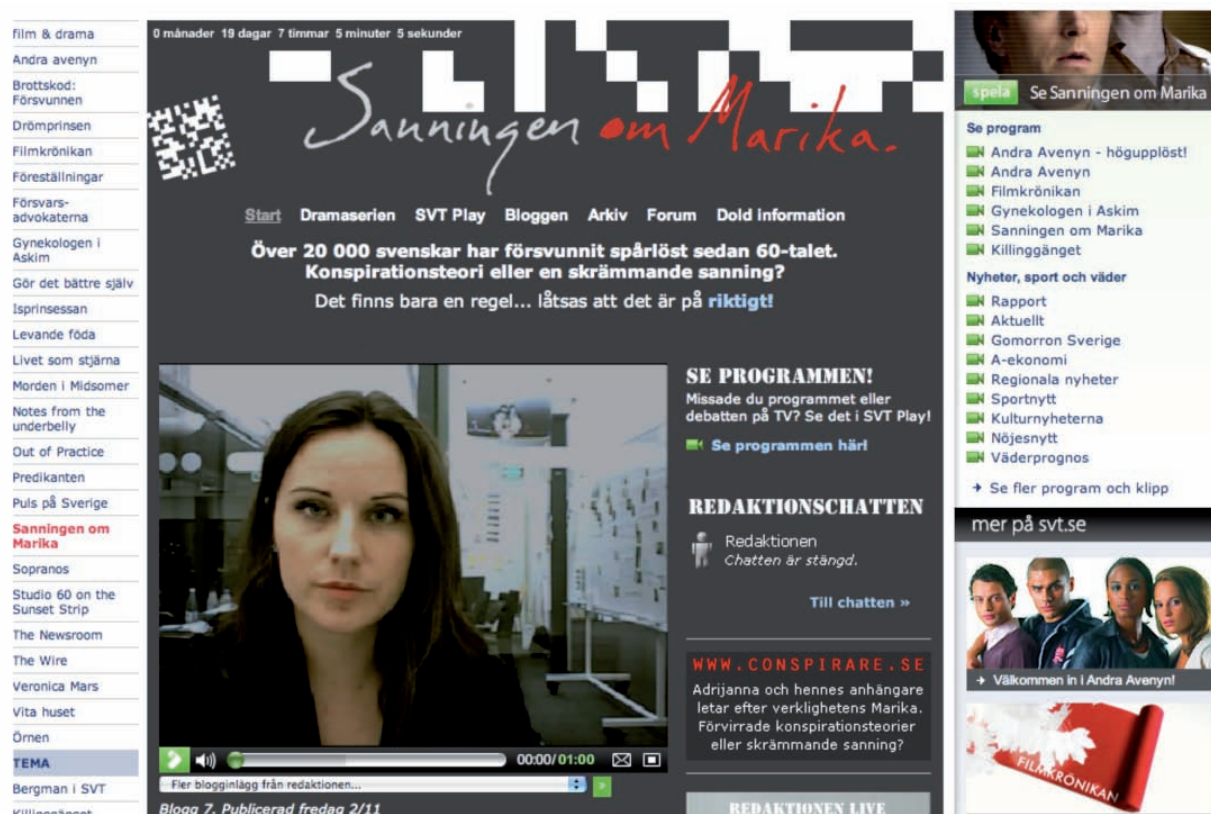 film & drama
Andra avenyn
Brottskod:
Försvunnen
Drömprinsen
Filmkrönikan
Föreställningar
Försvars-
advokaterna
Gynekologen i
Askim
Gör det bättre själv
Isprinsessan
Levande föda
Livet som stjärna
Morden i Midsomer
Notes from the
underbelly
Out of Practice
Predikanten
Puls på Sverige
Sanningen om
Marika
Sopranos
Studio 60 on the
Sunset Strip
The Newsroom
The Wire
Veronica Mars
Vita huset
Örnen
TEMA
Bergman i SVT
Killinggänget
0 månader 19 dagar 7 timmar 5 minuter 5 sekunder
Sanningen om Marika.
Start Dramaserien SVT Play Bloggen Arkiv Forum Dold information
Över 20 000 svenskar har försvunnit spårlöst sedan 60-talet.
Konspirationsteori eller en skrämmande sanning?
Det finns bara en regel... låtsas att det är på riktigt!
00:00/01:00
Fler blogginlägg från redaktionen...
»
Blogg 7. Publicerad fredag 2/11
SE PROGRAMMEN!
Missade du programmet eller
debatten på TV? Se det i SVT Play!
Se programmen här!
REDAKTIONSCHATTEN
Redaktionen
Chatten är stängd.
Till chatten »
WWW.CONSPIRARE.SE
Adrijanna och hennes anhängare
letar efter verklighetens Marika.
Förvirrade konspirationsteorier
eller skrämmande sanning?
REDAKTIONEN LIVE
spela Se Sanningen om Marika
Se program
Andra Avenyn - högupplöst!
Andra Avenyn
Filmkrönikan
Gynekologen i Askim
Sanningen om Marika
Killinggänget
Nyheter, sport och väder
Rapport
Aktuellt
Gomorron Sverige
A-ekonomi
Regionala nyheter
Sportnytt
Kulturnyheterna
Nöjesnytt
Väderprognos
Se fler program och klipp
mer på svt.se
Välkommen in i Andra Avenyn!
FILMKRÖNIKAN